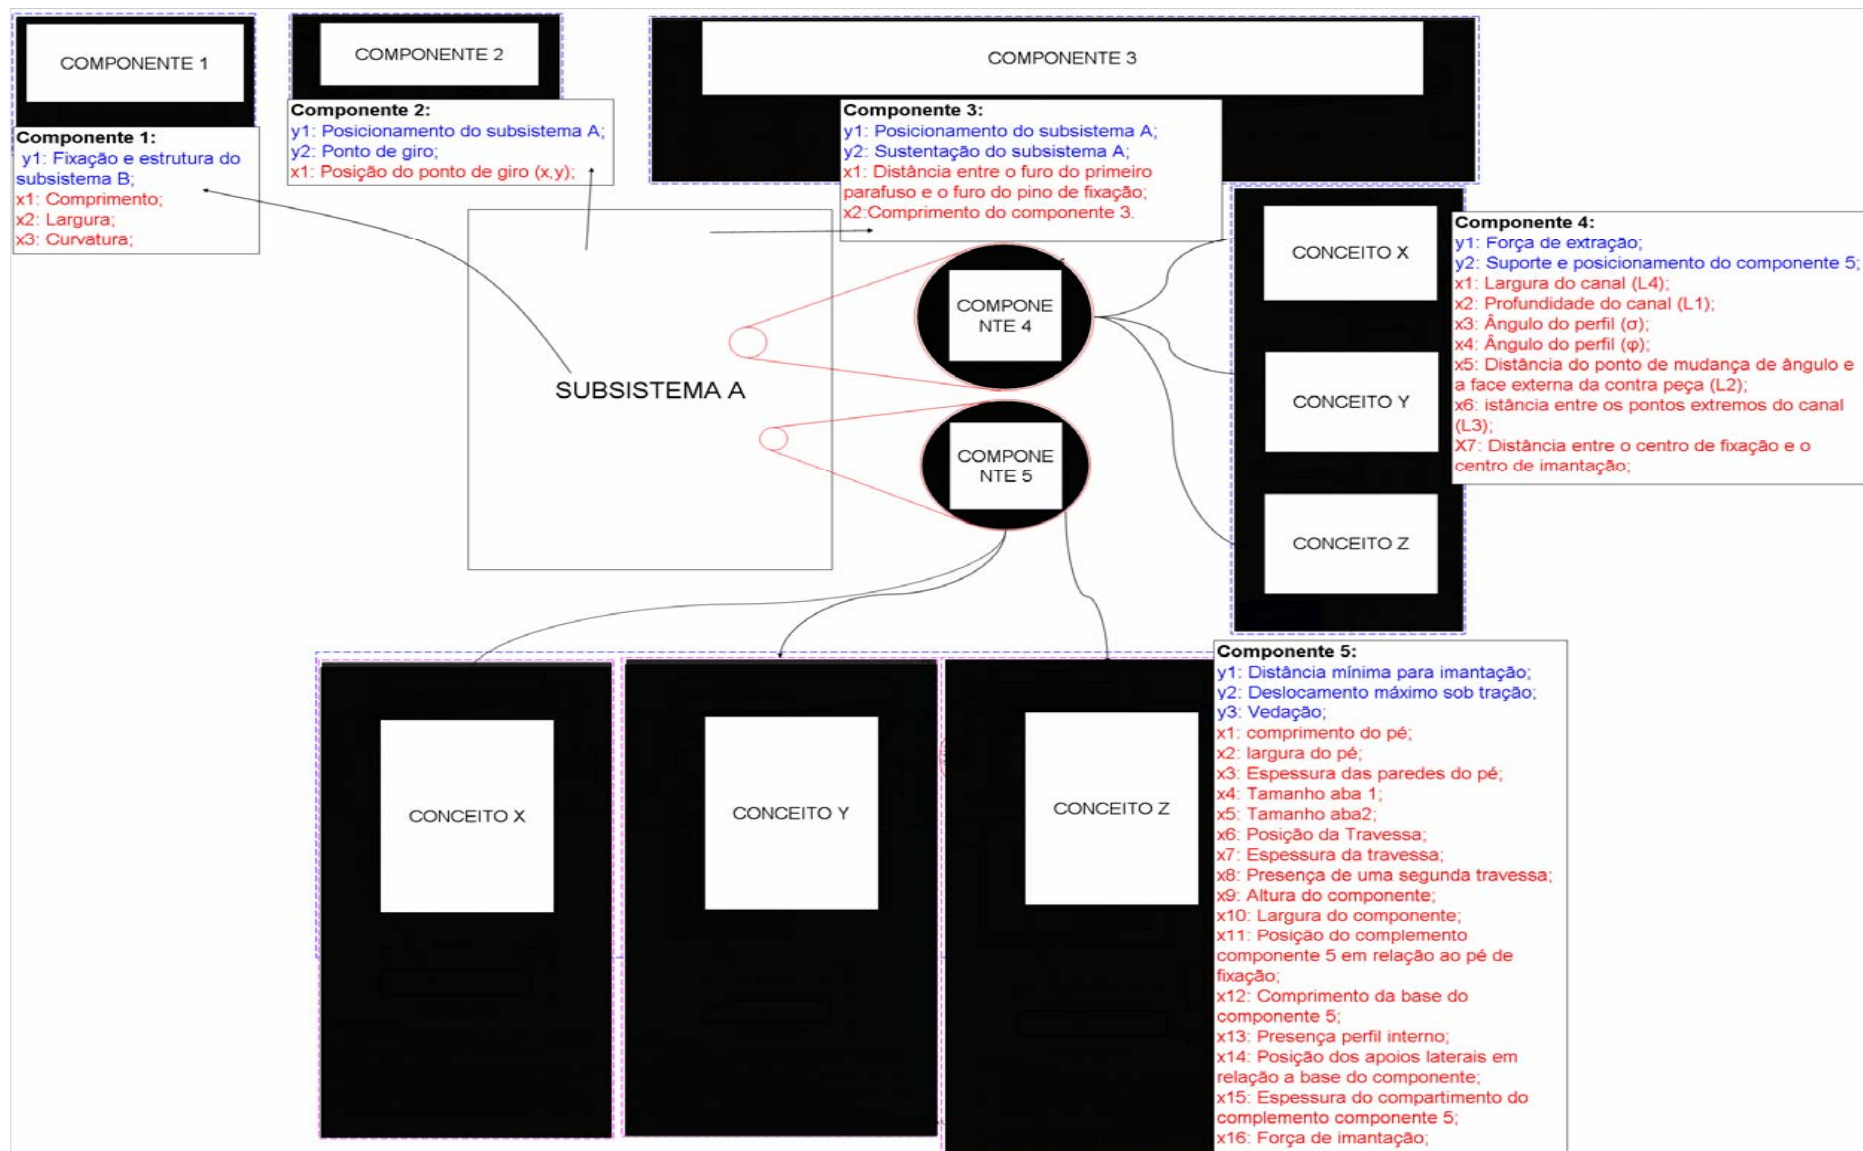 COMPONENTE 1
COMPONENTE 2
COMPONENTE 3
Componente 1:
y1: Fixação e estrutura do
subsistema B;
x1: Comprimento;
x2: Largura;
x3: Curvatura;
Componente 2:
y1: Posicionamento do subsistema A;
y2: Ponto de giro;
x1: Posição do ponto de giro (x,y);
Componente 3:
y1: Posicionamento do subsistema A;
y2: Sustentação do subsistema A;
x1: Distância entre o furo do primeiro
parafuso e o furo do pino de fixação;
x2:Comprimento do componente 3.
SUBSISTEMA A
COMPONE
NTE 4
COMPONE
NTE 5
CONCEITO X
CONCEITO Y
CONCEITO Z
Componente 4:
y1: Força de extração;
y2: Suporte e posicionamento do componente 5;
x1: Largura do canal (L4);
x2: Profundidade do canal (L1);
x3: Ângulo do perfil (σ);
x4: Ângulo do perfil (φ);
x5: Distância do ponto de mudança de ângulo e
a face externa da contra peça (L2);
x6: istância entre os pontos extremos do canal
(L3);
X7: Distância entre o centro de fixação e o
centro de imantação;
CONCEITO X
CONCEITO Y
CONCEITO Z
Componente 5:
y1: Distância mínima para imantação;
y2: Deslocamento máximo sob tração;
y3: Vedação;
x1: comprimento do pé;
x2: largura do pé;
x3: Espessura das paredes do pé;
x4: Tamanho aba 1;
x5: Tamanho aba2;
x6: Posição da Travessa;
x7: Espessura da travessa;
x8: Presença de uma segunda travessa;
x9: Altura do componente;
x10: Largura do componente;
x11: Posição do complemento
componente 5 em relação ao pé de
fixação;
x12: Comprimento da base do
componente 5;
x13: Presença perfil interno;
x14: Posição dos apoios laterais em
relação a base do componente;
x15: Espessura do compartimento do
complemento componente 5;
x16: Força de imantação;